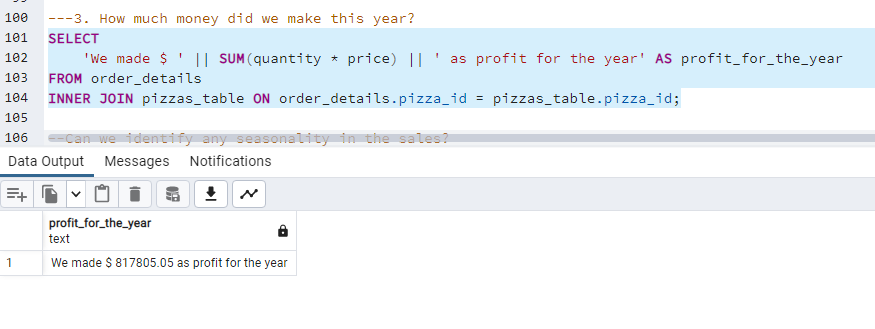 100 ---3. How much money did we make this year?
101 SELECT
102 'We made $ ' || SUM(quantity * price) || ' as profit for the year' AS profit_for_the_year
103 FROM order_details
104 INNER JOIN pizzas_table ON order_details.pizza_id = pizzas_table.pizza_id;
105
106 --Can we identify any seasonality in the sales?
Data Output Messages Notifications
profit_for_the_year
text
1 We made $ 817805.05 as profit for the year